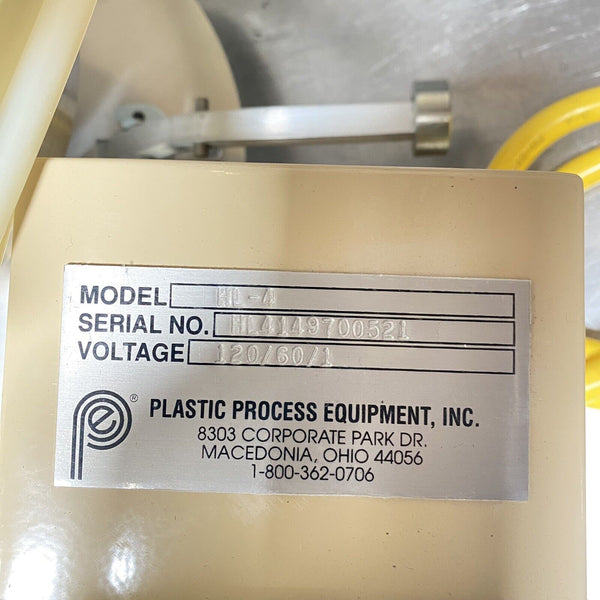 MODEL HL-4
SERIAL NO. HL4149700521
VOLTAGE 120/60/1
®
PLASTIC PROCESS EQUIPMENT, INC.
8303 CORPORATE PARK DR.
MACEDONIA, OHIO 44056
1-800-362-0706